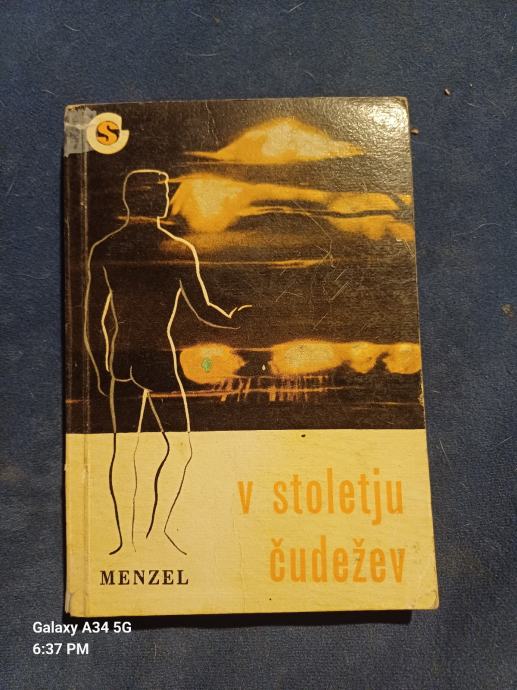 S
v stoletju
čudežev
MENZEL
Galaxy A34 5G
6:37 PM